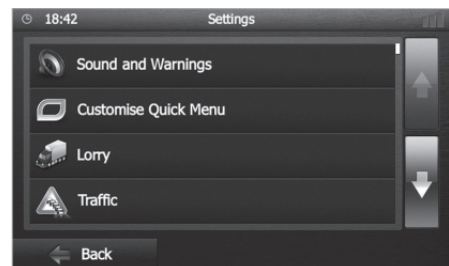 18:42 Settings
Sound and Warnings
Customise Quick Menu
Lorry
Traffic
Back